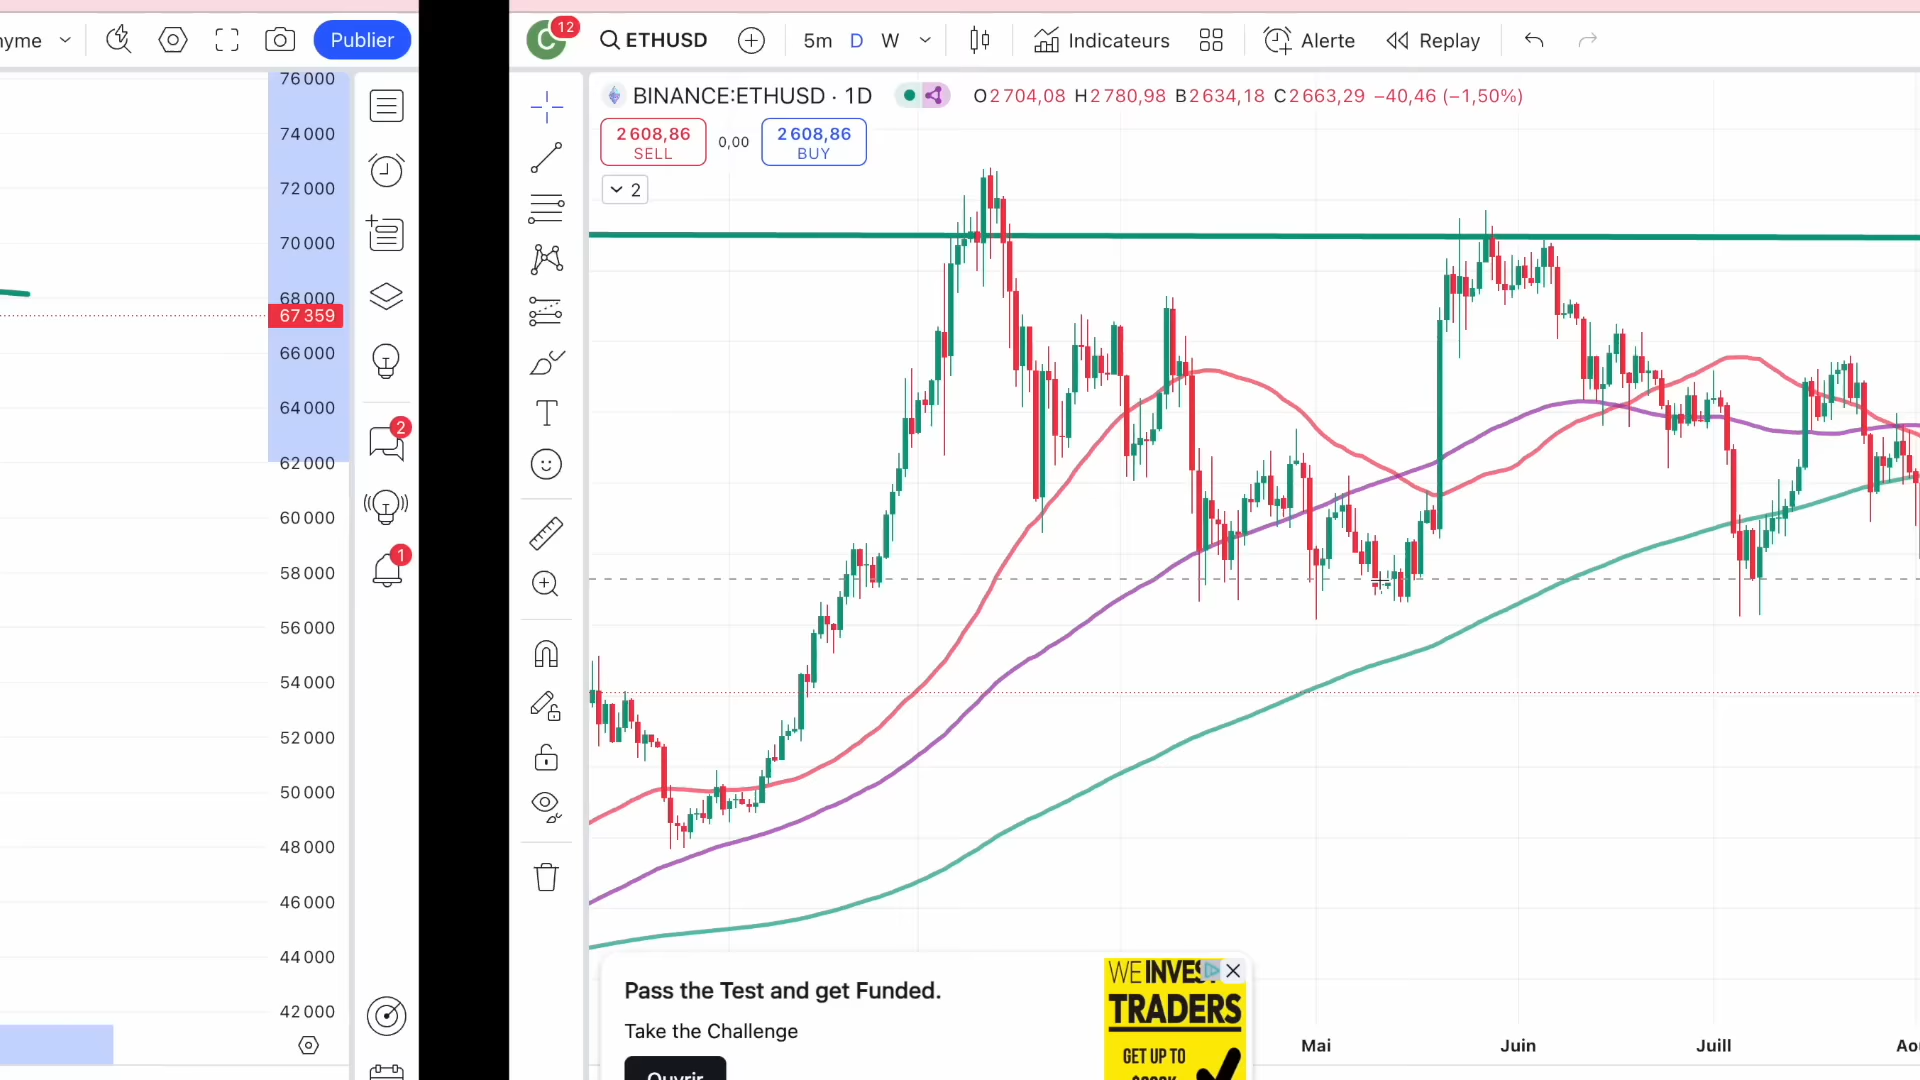 nyme
Publier
76 000
74 000
72 000
70 000
68 000
67 359
66 000
64 000
62 000
60 000
58 000
56 000
54 000
52 000
50 000
48 000
46 000
44 000
42 000
2
1
C
12
ETHUSD
5m D W
Indicateurs
Alerte
Replay
BINANCE:ETHUSD · 1D
O2 704,08 H2 780,98 B2 634,18 C2 663,29 −40,46 (−1,50%)
2 608,86
SELL
0,00
2 608,86
BUY
2
T
Pass the Test and get Funded.
Take the Challenge
Ouvrir
WE INVES
TRADERS
GET UP TO
Mai
Juin
Juill
Ao